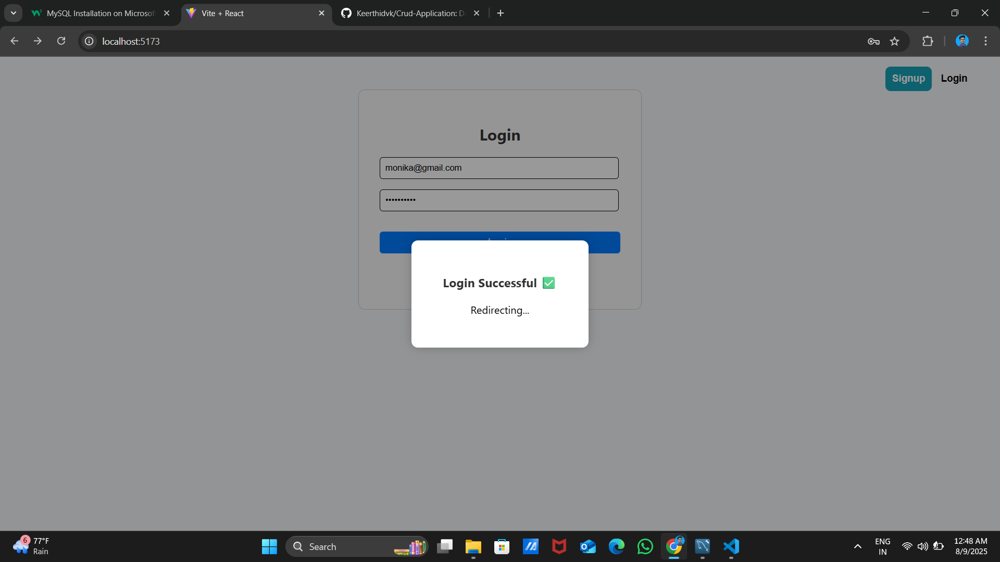 MySQL Installation on Microsof
Vite + React
Keerthidvk/Crud-Application: D
localhost:5173
Signup
Login
Login
monika@gmail.com
••••••••••
Login Successful ✅
Redirecting...
6
77°F
Rain
Search
ENG
IN
12:48 AM
8/9/2025